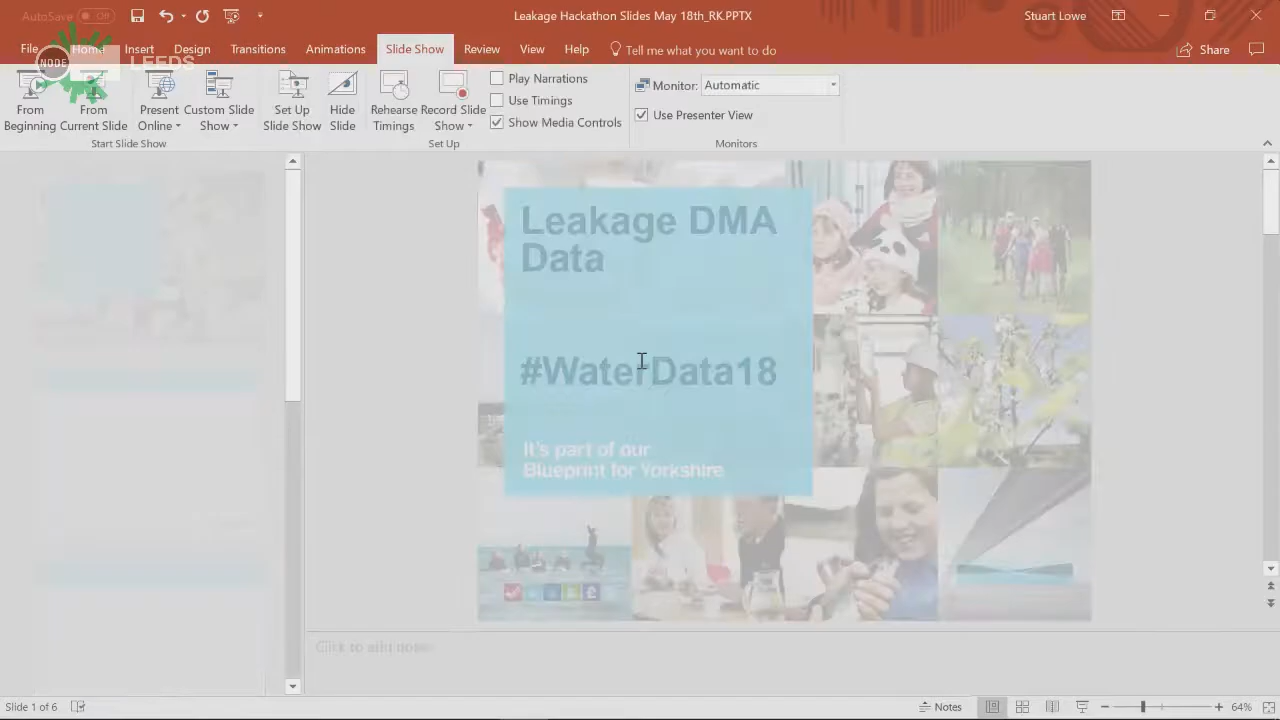 AutoSave Off
Leakage Hackathon Slides May 18th_RK.PPTX
Stuart Lowe
File Home Insert Design Transitions Animations Slide Show Review View Help Tell me what you want to do
Share
NODE LEEDS
From Beginning
From Current Slide
Present Online
Custom Slide Show
Set Up Slide Show
Hide Slide
Rehearse Timings
Record Slide Show
Play Narrations
Use Timings
Show Media Controls
Monitor: Automatic
Use Presenter View
Start Slide Show
Set Up
Monitors
Leakage DMA
Data
#WaterData18
It's part of our
Blueprint for Yorkshire
Click to add notes
Slide 1 of 6
Notes
64%